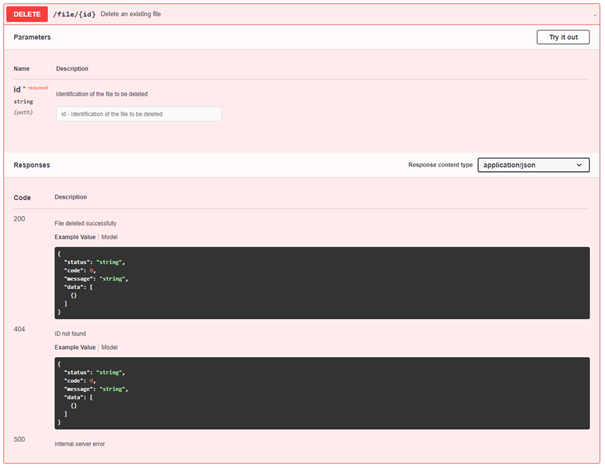 DELETE /file/{id} Delete an existing file
Parameters Try it out
Name Description
id * required Identification of the file to be deleted
string
(path) id - Identification of the file to be deleted
Responses Response content type application/json
Code Description
200 File deleted successfully
Example Value Model
{
"status": "string",
"code": 0,
"message": "string",
"data": [
{}
]
}
404 ID not found
Example Value Model
{
"status": "string",
"code": 0,
"message": "string",
"data": [
{}
]
}
500 Internal server error